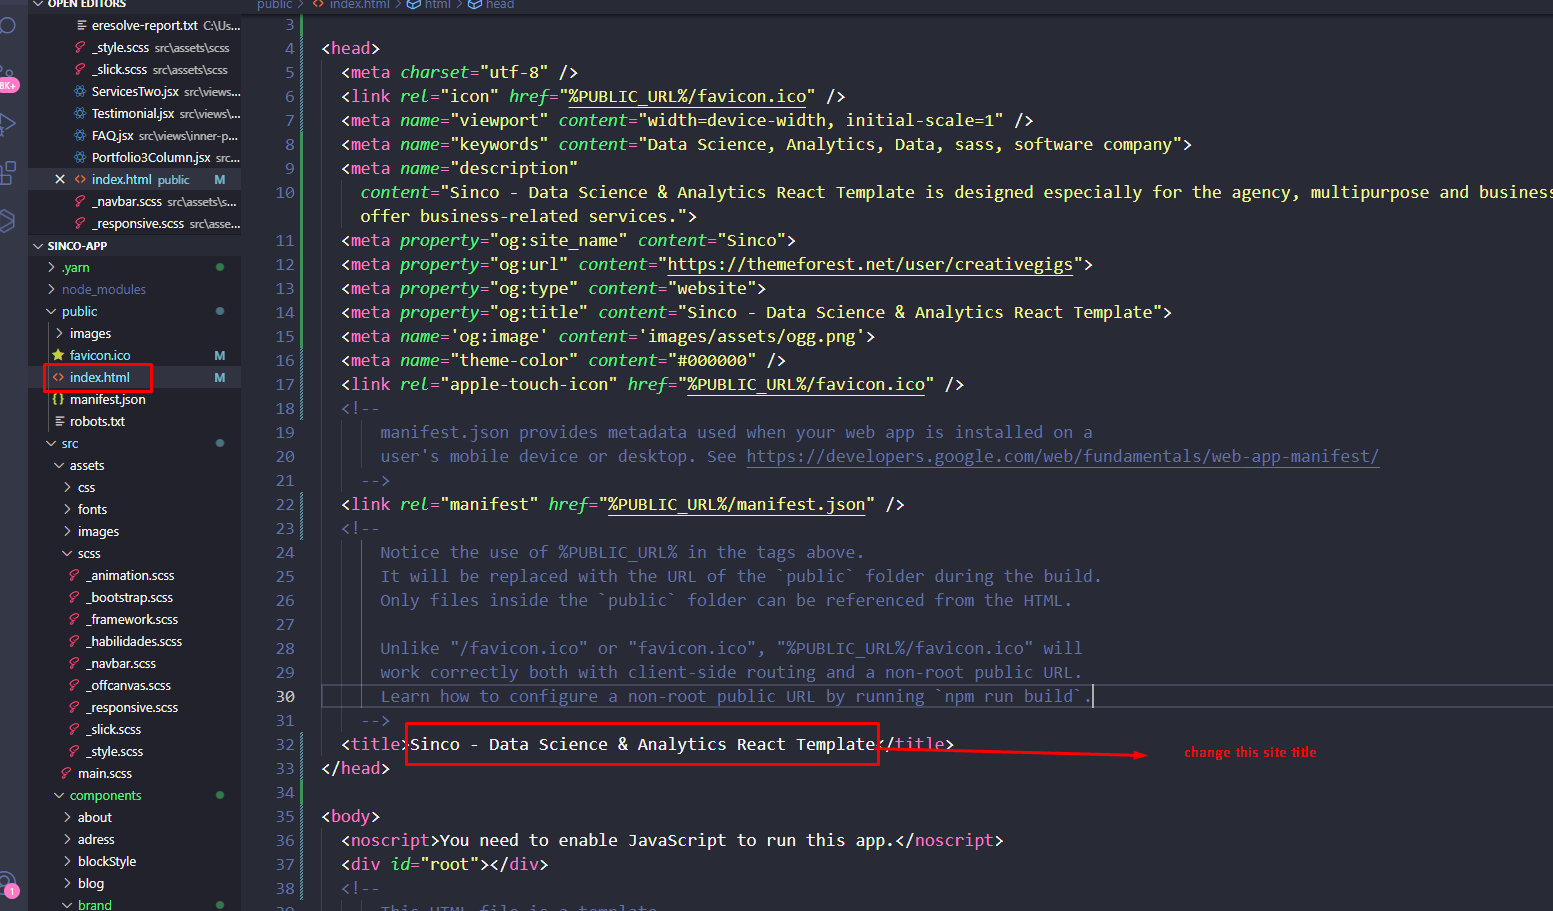 OPEN EDITORS
eresolve-report.txt C:\Us...
_style.scss src\assets\scss
_slick.scss src\assets\scss
ServicesTwo.jsx src\views...
Testimonial.jsx src\views\...
FAQ.jsx src\views\inner-p...
Portfolio3Column.jsx src...
index.html public M
_navbar.scss src\assets\s...
_responsive.scss src\asse...
SINCO-APP
.yarn
node_modules
public
images
favicon.ico M
index.html M
manifest.json
robots.txt
src
assets
css
fonts
images
scss
_animation.scss
_bootstrap.scss
_framework.scss
_habilidades.scss
_navbar.scss
_offcanvas.scss
_responsive.scss
_slick.scss
_style.scss
main.scss
components
about
adress
blockStyle
blog
brand
8K+
1
public > index.html > html > head
3
4 <head>
5 <meta charset="utf-8" />
6 <link rel="icon" href="%PUBLIC_URL%/favicon.ico" />
7 <meta name="viewport" content="width=device-width, initial-scale=1" />
8 <meta name="keywords" content="Data Science, Analytics, Data, sass, software company">
9 <meta name="description"
10 content="Sinco - Data Science & Analytics React Template is designed especially for the agency, multipurpose and business
offer business-related services.">
11 <meta property="og:site_name" content="Sinco">
12 <meta property="og:url" content="https://themeforest.net/user/creativegigs">
13 <meta property="og:type" content="website">
14 <meta property="og:title" content="Sinco - Data Science & Analytics React Template">
15 <meta name='og:image' content='images/assets/ogg.png'>
16 <meta name="theme-color" content="#000000" />
17 <link rel="apple-touch-icon" href="%PUBLIC_URL%/favicon.ico" />
18 <!--
19 manifest.json provides metadata used when your web app is installed on a
20 user's mobile device or desktop. See https://developers.google.com/web/fundamentals/web-app-manifest/
21 -->
22 <link rel="manifest" href="%PUBLIC_URL%/manifest.json" />
23 <!--
24 Notice the use of %PUBLIC_URL% in the tags above.
25 It will be replaced with the URL of the `public` folder during the build.
26 Only files inside the `public` folder can be referenced from the HTML.
27
28 Unlike "/favicon.ico" or "favicon.ico", "%PUBLIC_URL%/favicon.ico" will
29 work correctly both with client-side routing and a non-root public URL.
30 Learn how to configure a non-root public URL by running `npm run build`.
31 -->
32 <title>Sinco - Data Science & Analytics React Template</title>
change this site title
33 </head>
34
35 <body>
36 <noscript>You need to enable JavaScript to run this app.</noscript>
37 <div id="root"></div>
38 <!--
This HTML file is a template